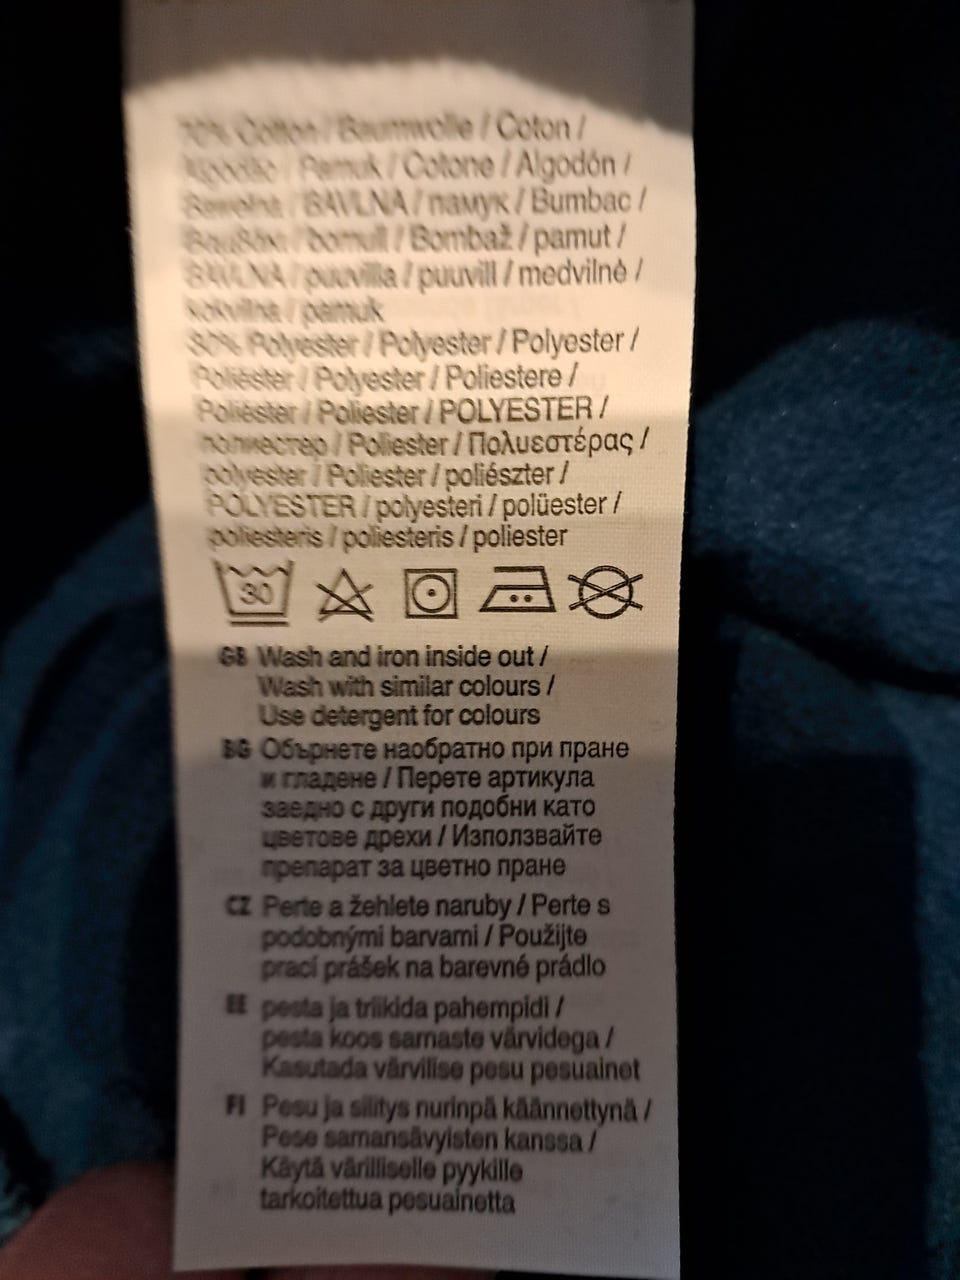 70% Cotton / Baumwolle / Coton /
Algodão / Pamuk / Cotone / Algodón /
Bawełna / BAVLNA / памук / Bumbac /
Βαμβάκι / bomull / Bombaž / pamut /
BAVLNA / puuvilla / puuvill / medvilnė /
kokvilna / pamuk
30% Polyester / Polyester / Polyester /
Poliéster / Polyester / Poliestere /
Poliéster / Poliester / POLYESTER /
полиестер / Poliester / Πολυεστέρας /
polyester / Poliester / poliészter /
POLYESTER / polyesteri / polüester /
poliesteris / poliesteris / poliester
30
GB Wash and iron inside out /
Wash with similar colours /
Use detergent for colours
BG Обърнете наобратно при пране
и гладене / Перете артикула
заедно с други подобни като
цветове дрехи / Използвайте
препарат за цветно пране
CZ Perte a žehlete naruby / Perte s
podobnými barvami / Použijte
prací prášek na barevné prádlo
EE pesta ja triikida pahempidi /
pesta koos samaste värvidega /
Kasutada värvilise pesu pesuainet
FI Pesu ja silitys nurinpä käännettynä /
Pese samansävyisten kanssa /
Käytä värilliselle pyykille
tarkoitettua pesuainetta